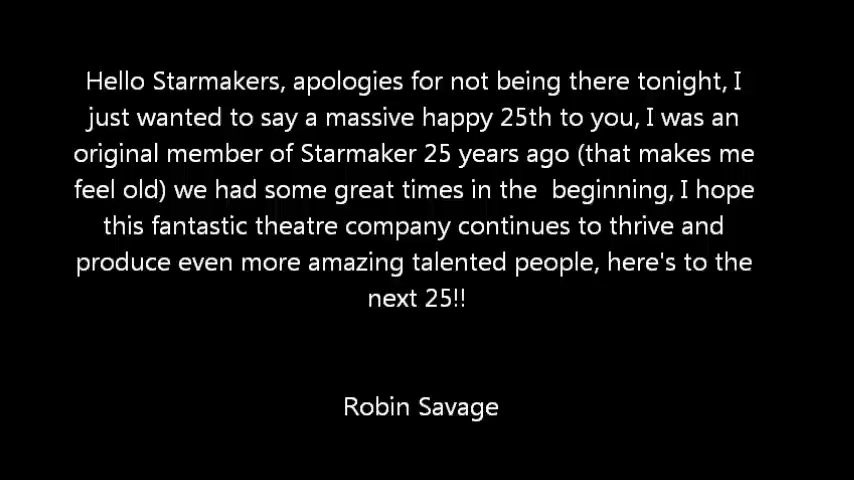 Hello Starmakers, apologies for not being there tonight, I
just wanted to say a massive happy 25th to you, I was an
original member of Starmaker 25 years ago (that makes me
feel old) we had some great times in the  beginning, I hope
this fantastic theatre company continues to thrive and
produce even more amazing talented people, here's to the
next 25!!
Robin Savage